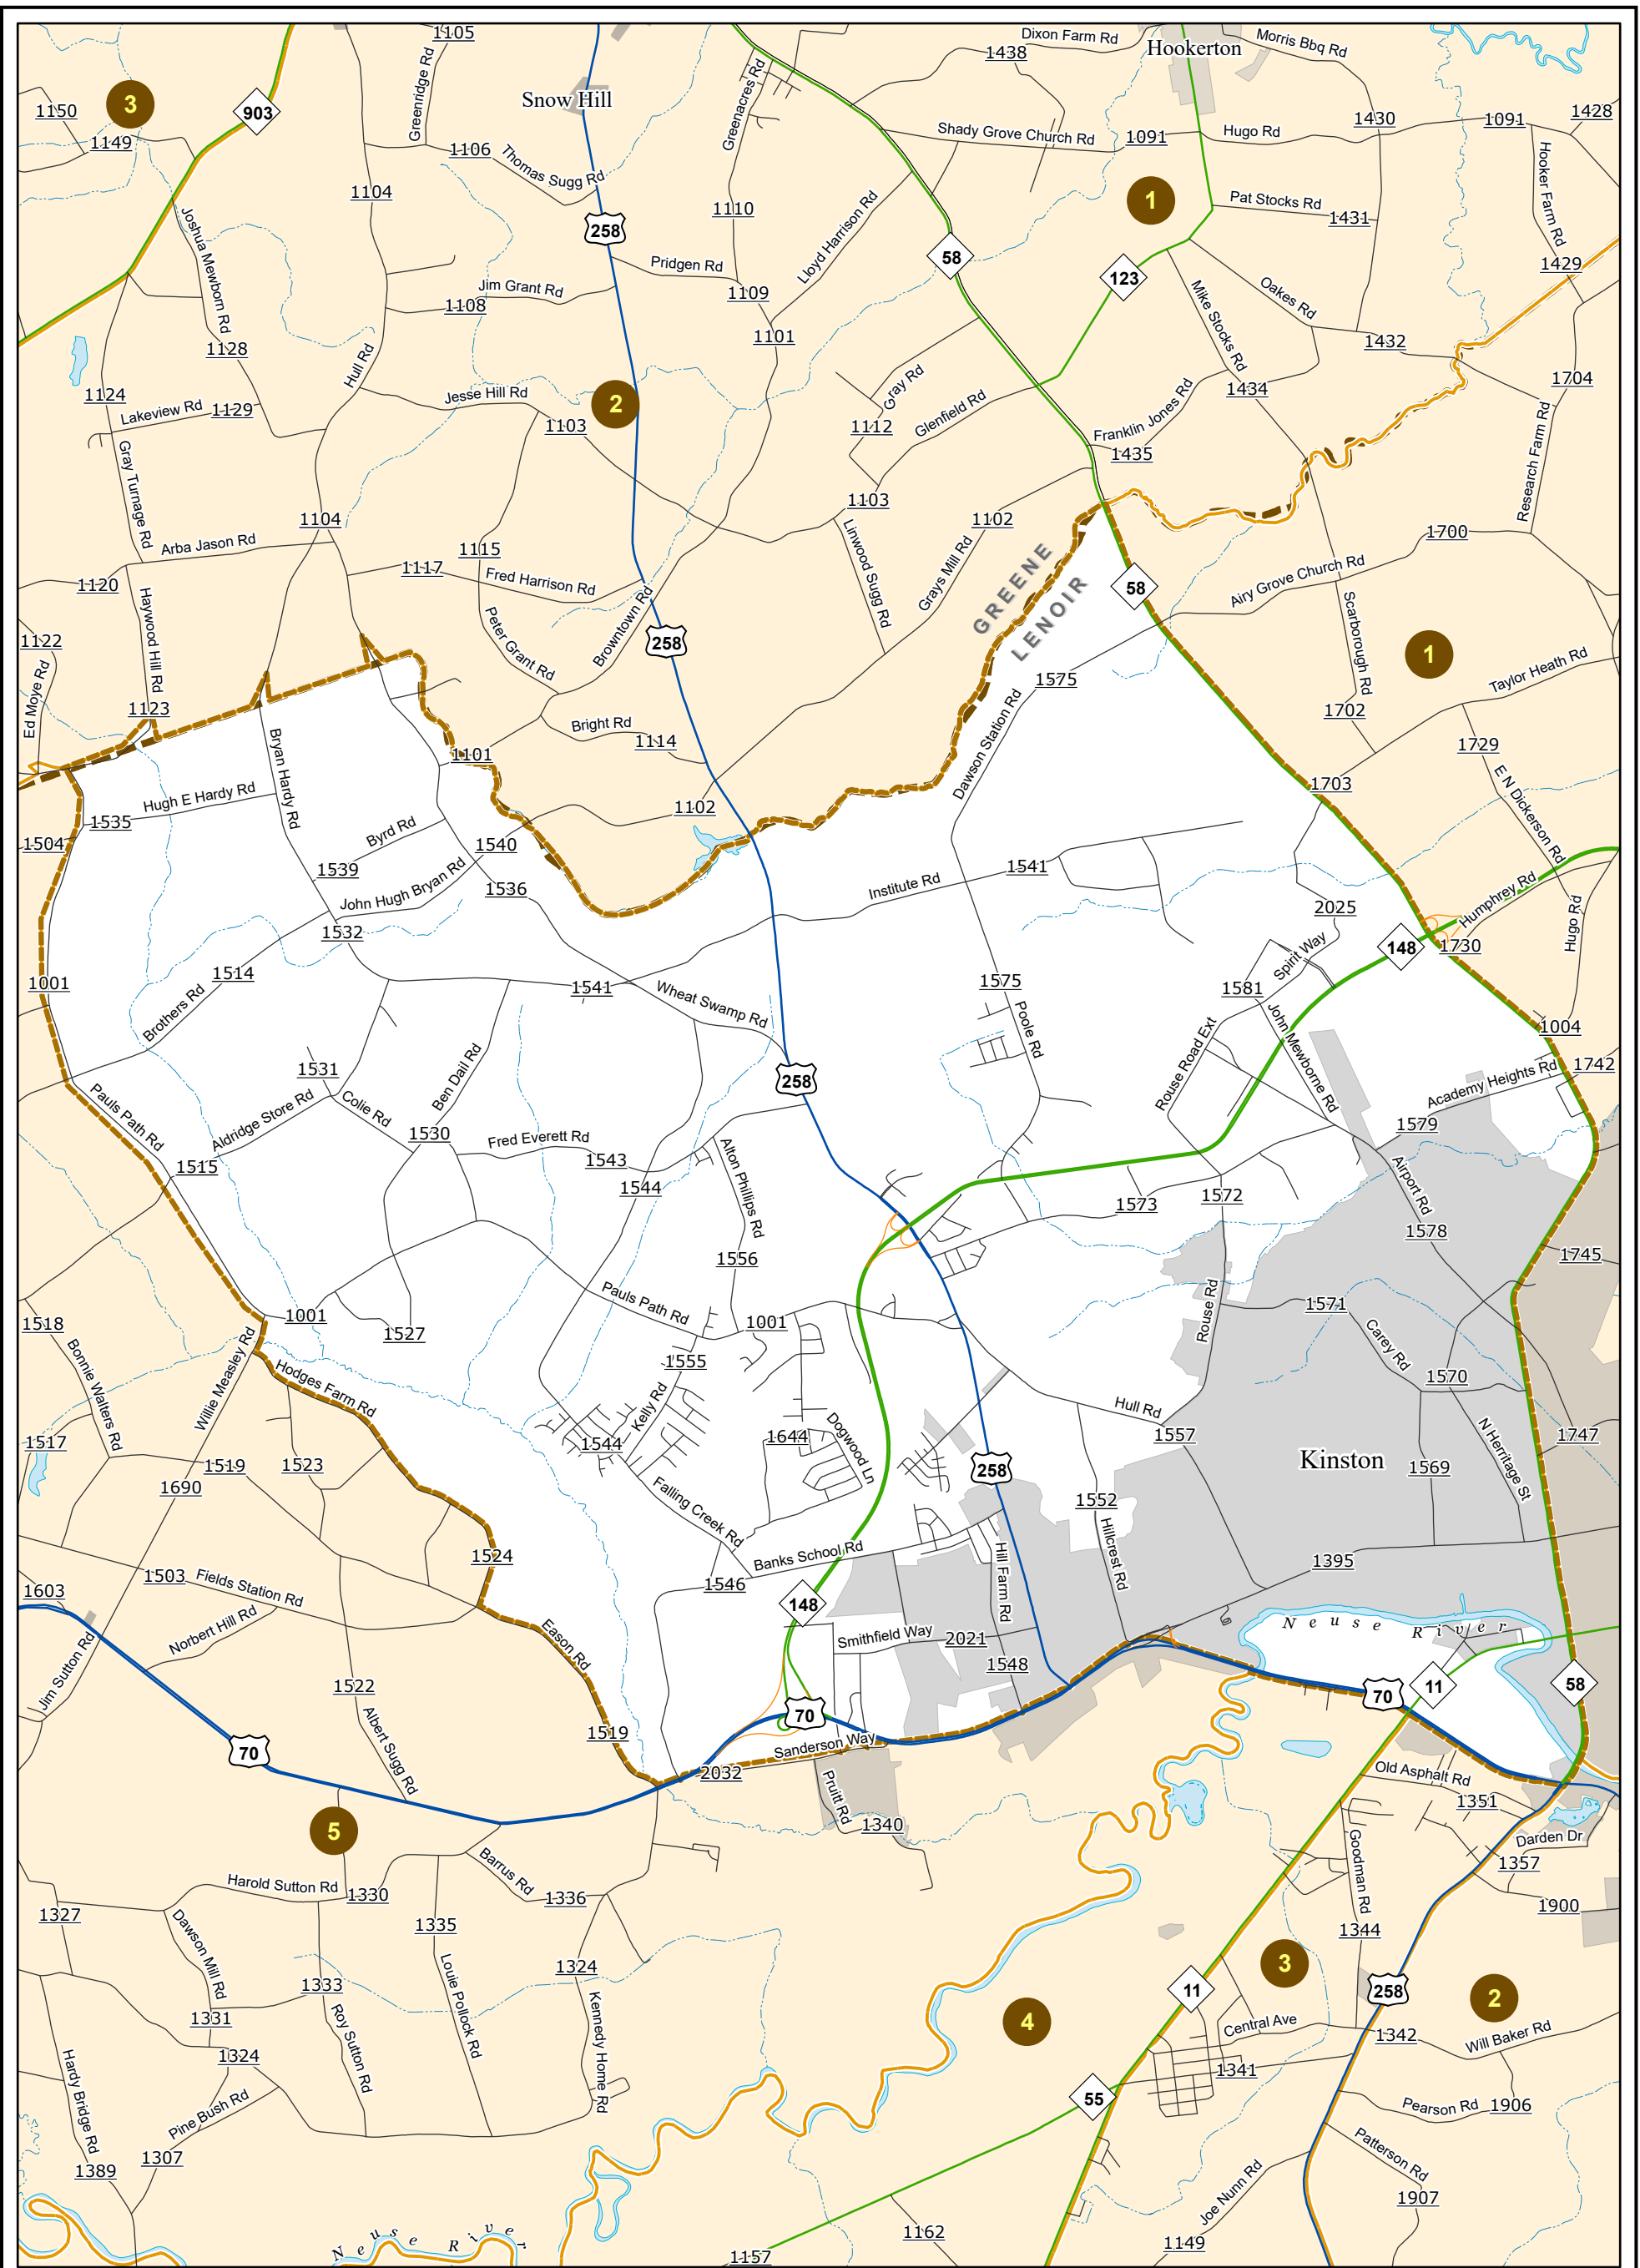 1105
Dixon Farm Rd
Hookerton
Morris Bbq Rd
1438
Greenridge Rd
Snow Hill
Greenacres Rd
3
903
1150
1149
1106
Thomas Sugg Rd
Shady Grove Church Rd
1091
Hugo Rd
1430
1091
1428
Hooker Farm Rd
1104
1110
Lloyd Harrison Rd
1
Pat Stocks Rd
1431
Joshua Mewborn Rd
258
58
Pridgen Rd
1109
123
1429
Jim Grant Rd
1108
Mike Stocks Rd
Oakes Rd
1128
1101
1432
Hull Rd
1124
Lakeview Rd
1129
Jesse Hill Rd
2
1103
Gray Rd
1112
Glenfield Rd
1434
1704
Franklin Jones Rd
1435
Gray Turnage Rd
Research Farm Rd
1103
1104
1102
Arba Jason Rd
1115
1117
Fred Harrison Rd
1120
Linwood Sugg Rd
Grays Mill Rd
GREENE
LENOIR
58
1700
Airy Grove Church Rd
Haywood Hill Rd
Peter Grant Rd
Browntown Rd
258
Scarborough Rd
1
1122
Ed Moye Rd
Taylor Heath Rd
1575
1123
1702
Bright Rd
1114
1101
Bryan Hardy Rd
Dawson Station Rd
1729
1703
E N Dickerson Rd
Hugh E Hardy Rd
1535
1504
Byrd Rd
1102
1540
1539
John Hugh Bryan Rd
1536
1541
Institute Rd
Humphrey Rd
Hugo Rd
2025
1532
148
1730
Spirit Way
1514
1001
1541
Wheat Swamp Rd
1575
1581
Brothers Rd
Poole Rd
John Mewborne Rd
1004
Rouse Road Ext
1531
258
1742
Academy Heights Rd
Pauls Path Rd
Ben Dail Rd
Colie Rd
Aldridge Store Rd
1530
Fred Everett Rd
1579
1515
1543
1544
Alton Phillips Rd
Airport Rd
1573
1572
1578
1556
1745
Pauls Path Rd
1518
1001
1527
1001
Rouse Rd
1571
Carey Rd
Bonnie Walters Rd
Willie Measley Rd
Hodges Farm Rd
1555
1570
Kelly Rd
Hull Rd
1557
1517
1519
1523
1544
1644
Dogwood Ln
258
Kinston
1569
N Herritage St
1747
1690
Falling Creek Rd
1552
1524
Hill Farm Rd
Hillcrest Rd
1395
1503
Fields Station Rd
Banks School Rd
1546
1603
148
Norbert Hill Rd
Eason Rd
Smithfield Way
2021
Neuse River
Jim Sutton Rd
1548
1522
11
58
70
70
1519
Albert Sugg Rd
Sanderson Way
70
2032
Pruitt Rd
Old Asphalt Rd
1351
5
1340
Goodman Rd
Darden Dr
Barrus Rd
1357
Harold Sutton Rd
1330
1336
1900
1327
Dawson Mill Rd
1335
1344
Louie Pollock Rd
1324
3
1333
11
258
2
1331
Roy Sutton Rd
Kennedy Home Rd
4
Central Ave
1342
Will Baker Rd
1324
1341
Hardy Bridge Rd
Pine Bush Rd
55
Pearson Rd
1906
1307
1389
Patterson Rd
Joe Nunn Rd
1907
Neuse River
1162
1149
1157